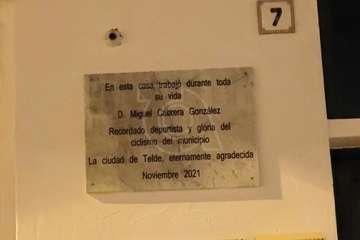 7
En esta casa trabajó durante toda
su vida
D. Miguel Cabrera González
Recordado deportista y gloria del
ciclismo del municipio
La ciudad de Telde, eternamente agradecida
Noviembre 2021